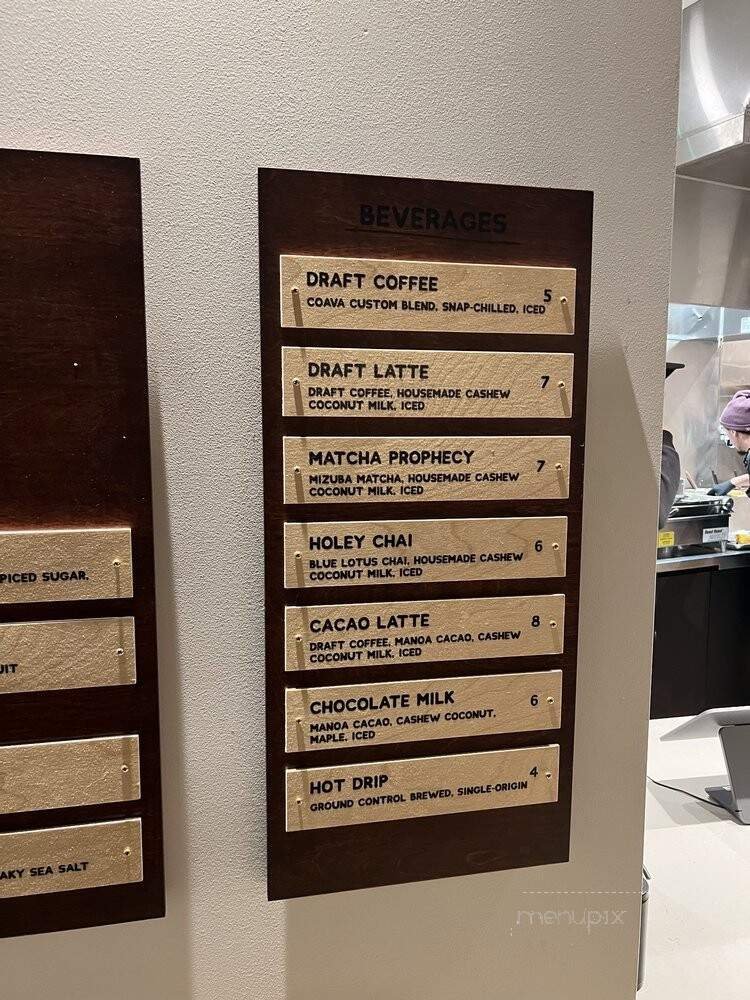 BEVERAGES
DRAFT COFFEE 5
COAVA CUSTOM BLEND, SNAP-CHILLED, ICED
DRAFT LATTE 7
DRAFT COFFEE, HOUSEMADE CASHEW
COCONUT MILK, ICED
MATCHA PROPHECY 7
MIZUBA MATCHA, HOUSEMADE CASHEW
COCONUT MILK, ICED
HOLEY CHAI 6
BLUE LOTUS CHAI, HOUSEMADE CASHEW
COCONUT MILK, ICED
CACAO LATTE 8
DRAFT COFFEE, MANOA CACAO, CASHEW
COCONUT MILK, ICED
CHOCOLATE MILK 6
MANOA CACAO, CASHEW COCONUT,
MAPLE, ICED
HOT DRIP 4
GROUND CONTROL BREWED, SINGLE-ORIGIN
PICED SUGAR,
UIT
AKY SEA SALT
menupix